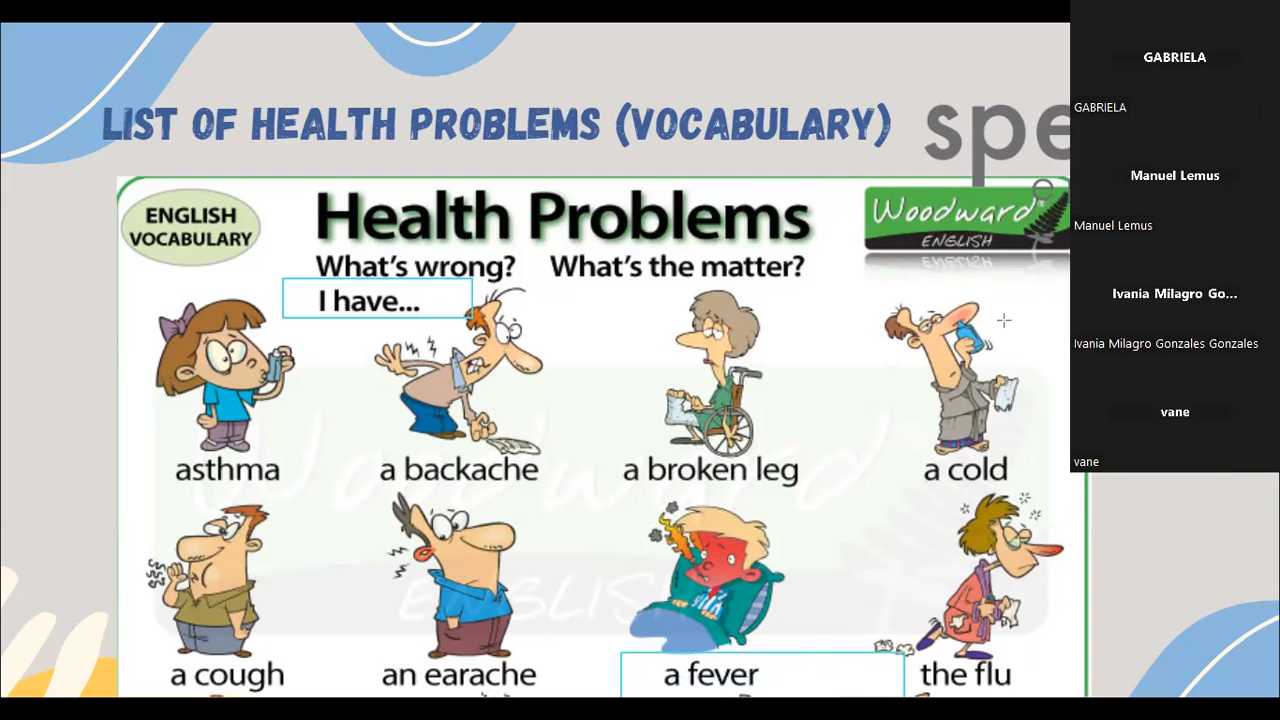 LIST OF HEALTH PROBLEMS (VOCABULARY)
spe
e
ENGLISH
VOCABULARY
Health Problems
Woodward
ENGLISH
What's wrong? What's the matter?
I have...
asthma
a backache
a broken leg
a cold
a cough
an earache
a fever
the flu
Woodward
ENGLISH
GABRIELA
GABRIELA
Manuel Lemus
Manuel Lemus
Ivania Milagro Go...
Ivania Milagro Gonzales Gonzales
vane
vane